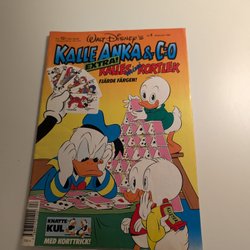 WALT DISNEY'S
KALLE ANKA & C:O
EXTRA!
KALLES KORTLEK
FJÄRDE FÄRGEN!
KNATTE-
KUL
MED KORTTRICK!